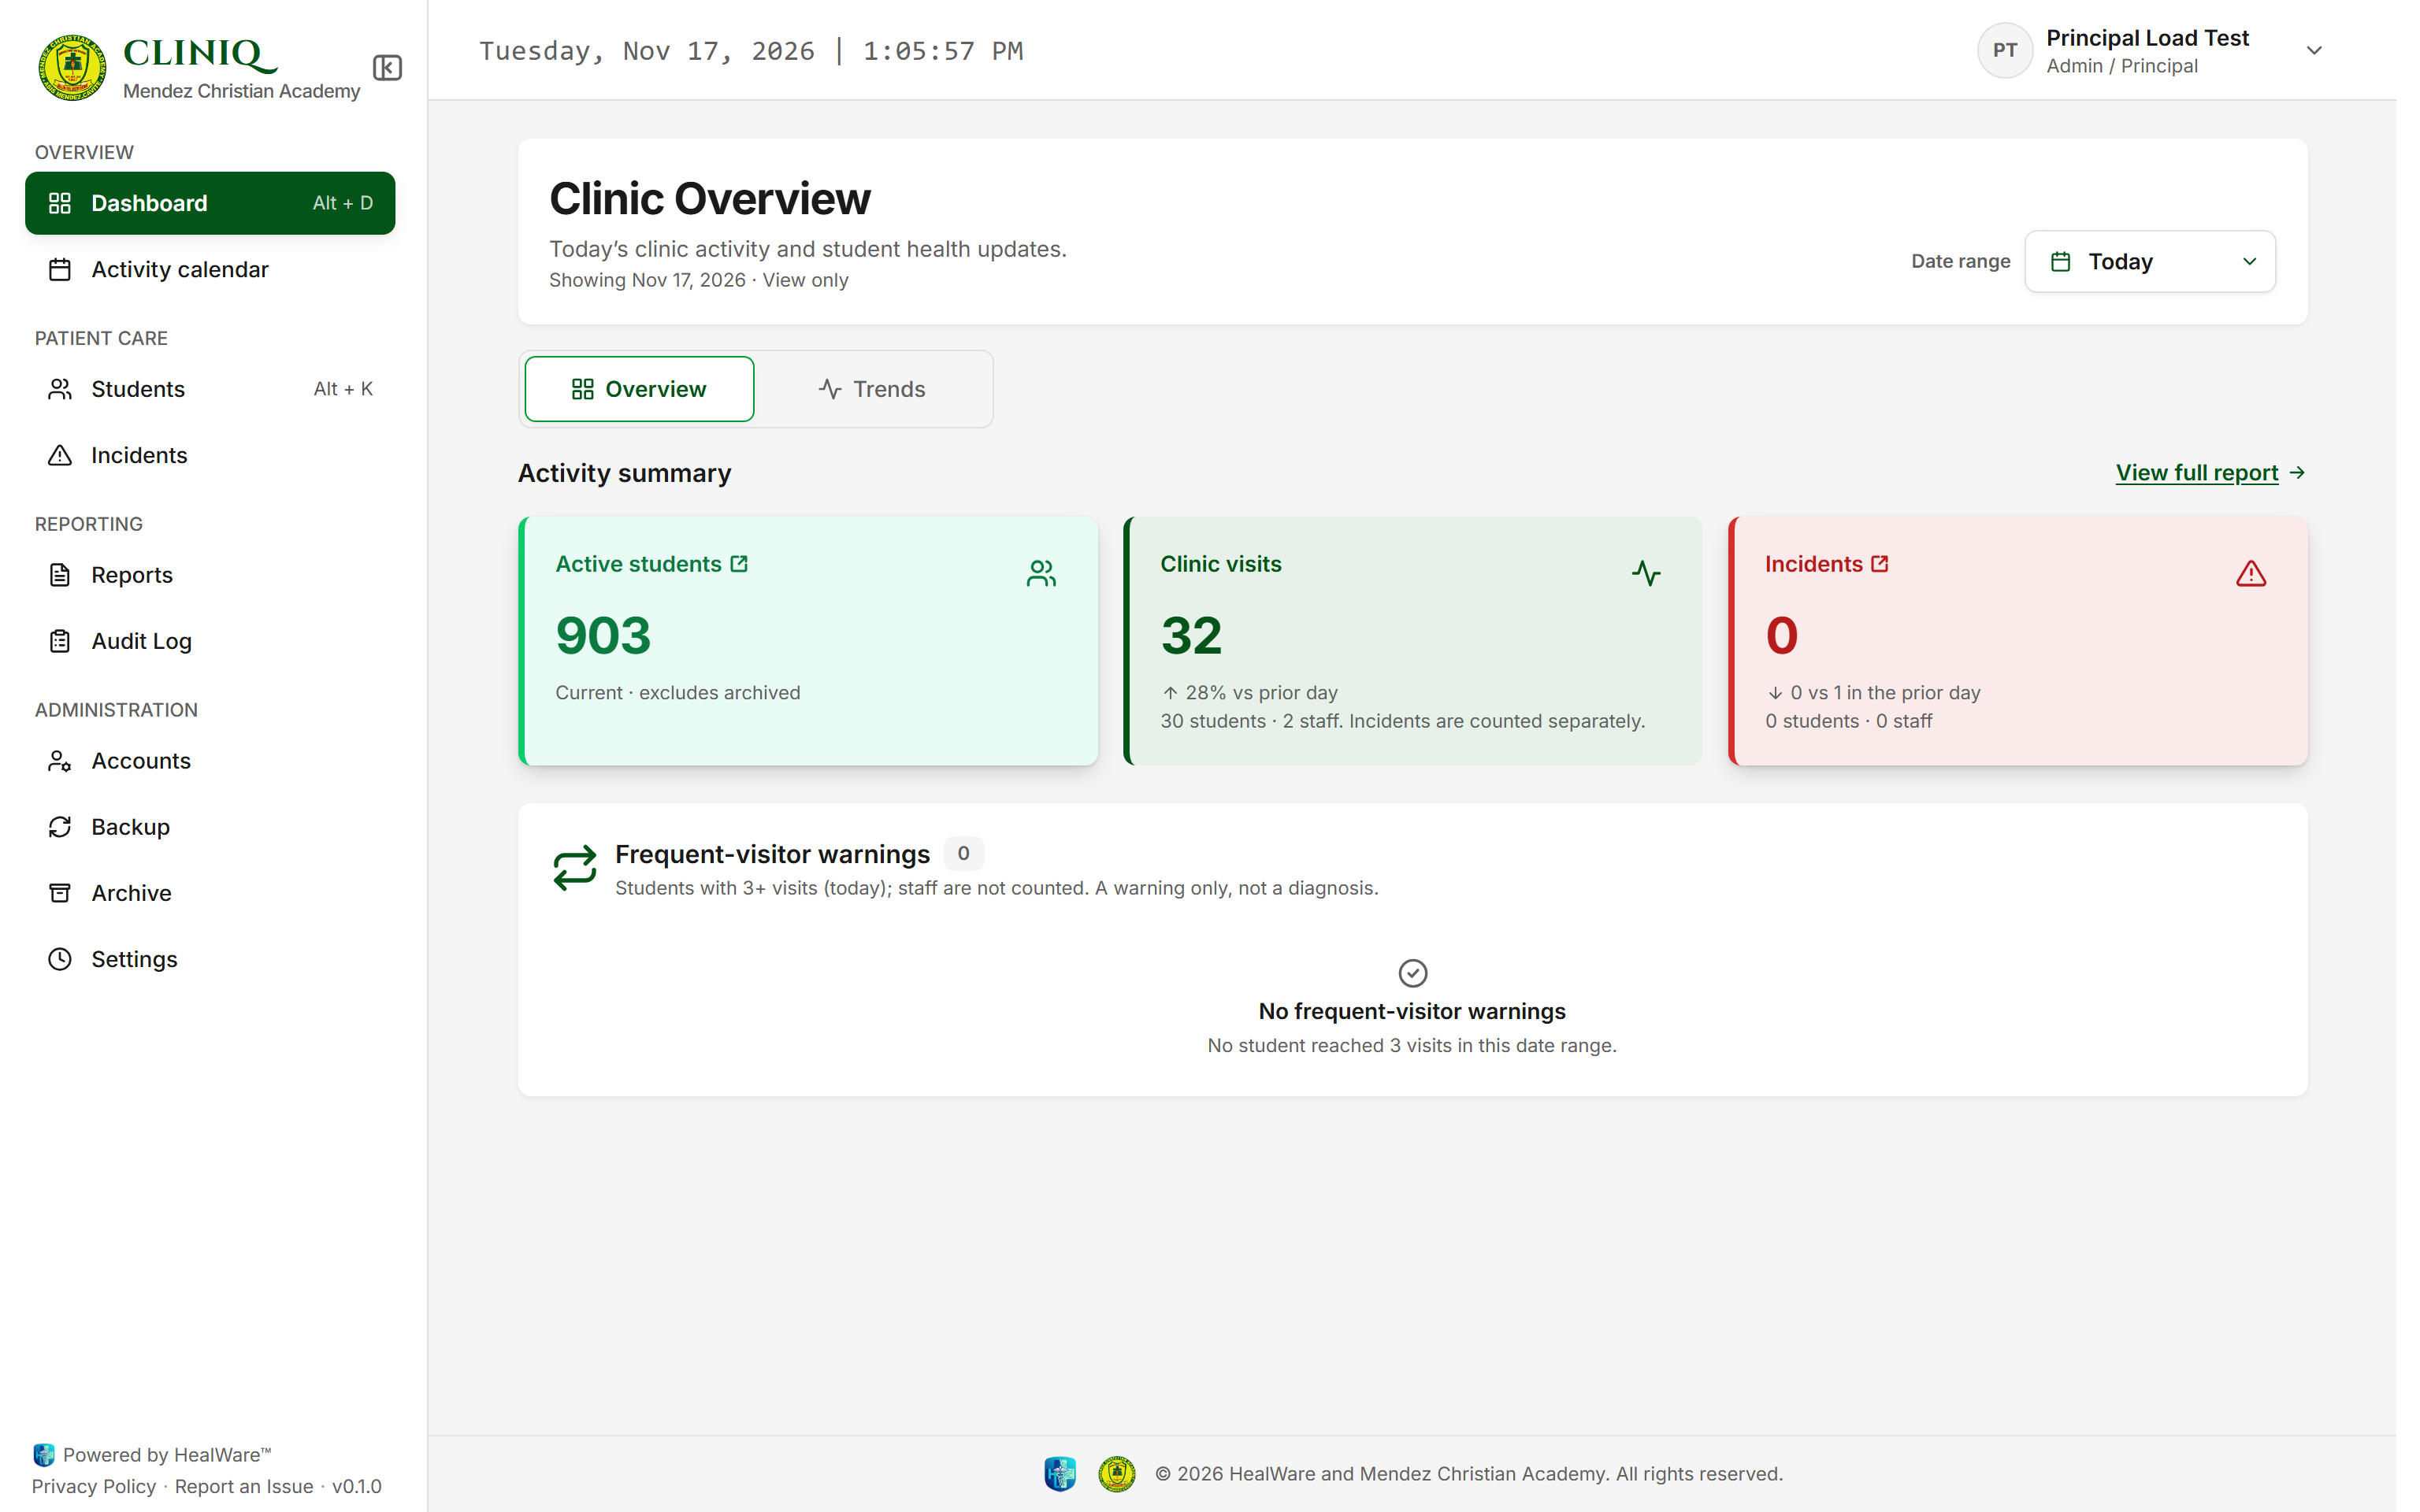 CLINIQ
Mendez Christian Academy
OVERVIEW
Dashboard Alt + D
Activity calendar
PATIENT CARE
Students Alt + K
Incidents
REPORTING
Reports
Audit Log
ADMINISTRATION
Accounts
Backup
Archive
Settings
Powered by HealWare™
Privacy Policy · Report an Issue · v0.1.0
Tuesday, Nov 17, 2026 | 1:05:57 PM
PT
Principal Load Test
Admin / Principal
Clinic Overview
Today’s clinic activity and student health updates.
Showing Nov 17, 2026 · View only
Date range
Today
Overview
Trends
Activity summary
View full report →
Active students
903
Current · excludes archived
Clinic visits
32
↑ 28% vs prior day
30 students · 2 staff. Incidents are counted separately.
Incidents
0
↓ 0 vs 1 in the prior day
0 students · 0 staff
Frequent-visitor warnings 0
Students with 3+ visits (today); staff are not counted. A warning only, not a diagnosis.
No frequent-visitor warnings
No student reached 3 visits in this date range.
© 2026 HealWare and Mendez Christian Academy. All rights reserved.